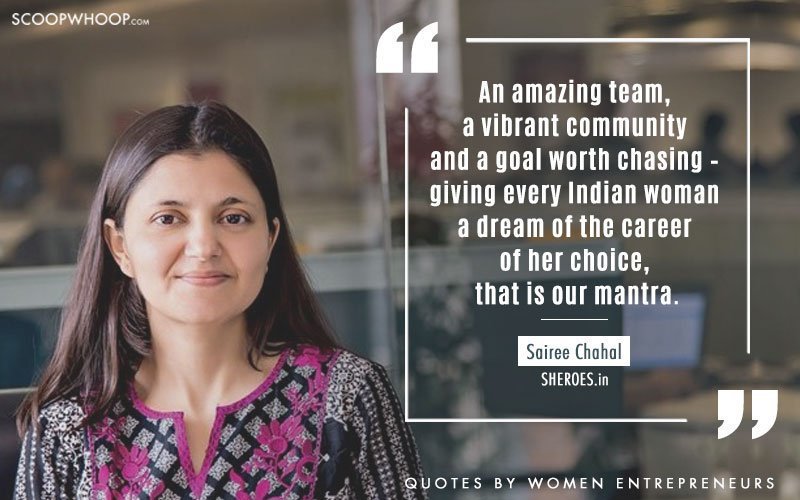 SCOOPWHOOP.COM
An amazing team,
a vibrant community
and a goal worth chasing –
giving every Indian woman
a dream of the career
of her choice,
that is our mantra.
Sairee Chahal
SHEROES.in
QUOTES BY WOMEN ENTREPRENEURS